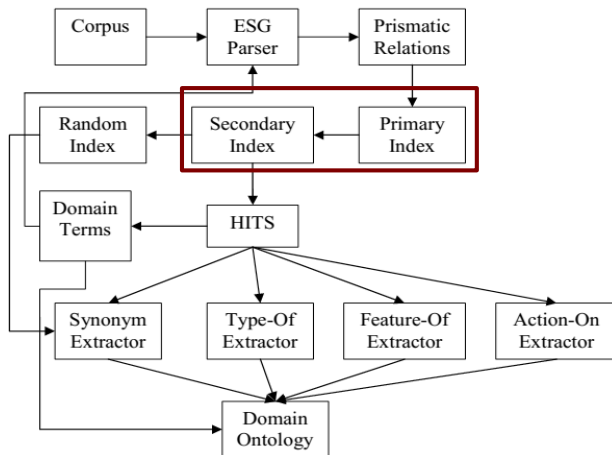 Corpus
ESG
Parser
Prismatic
Relations
Random
Index
Secondary
Index
Primary
Index
Domain
Terms
HITS
Synonym
Extractor
Type-Of
Extractor
Feature-Of
Extractor
Action-On
Extractor
Domain
Ontology